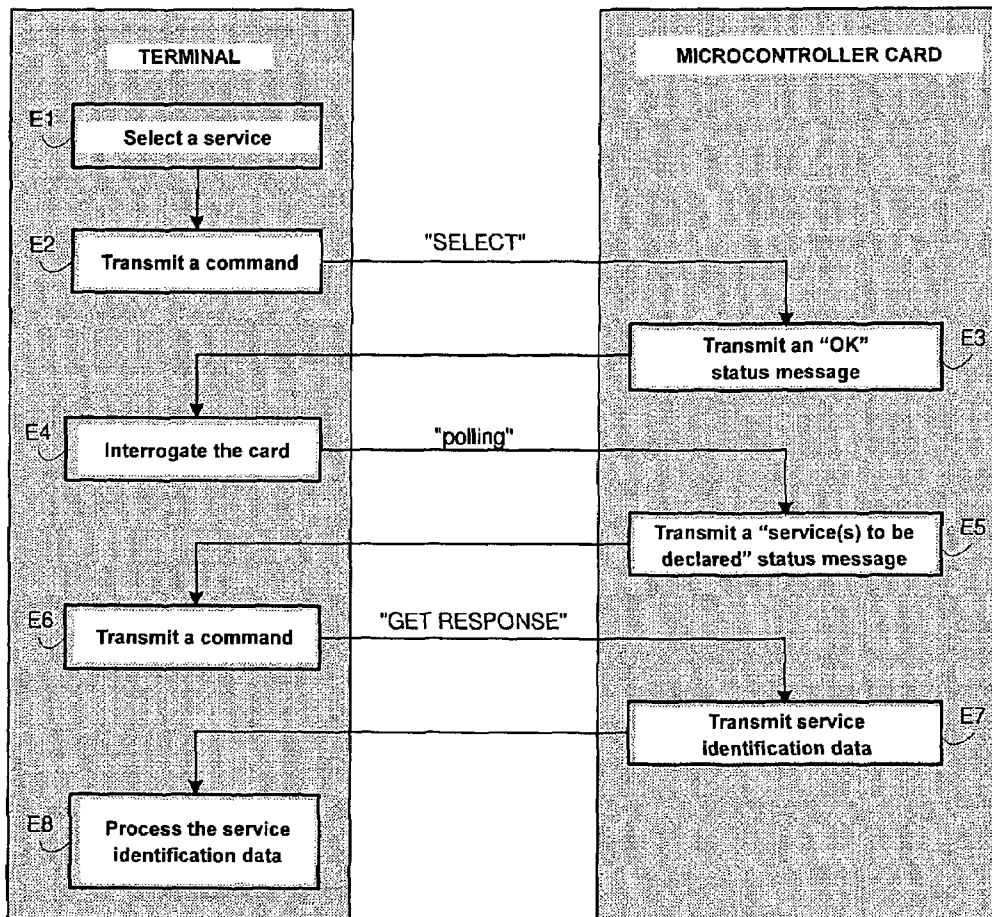 TERMINAL
MICROCONTROLLER CARD
E1
Select a service
E2
Transmit a command
"SELECT"
E3
Transmit an “OK”
status message
E4
Interrogate the card
"polling"
E5
Transmit a “service(s) to be
declared” status message
E6
Transmit a command
"GET RESPONSE"
E7
Transmit service
identification data
E8
Process the service
identification data